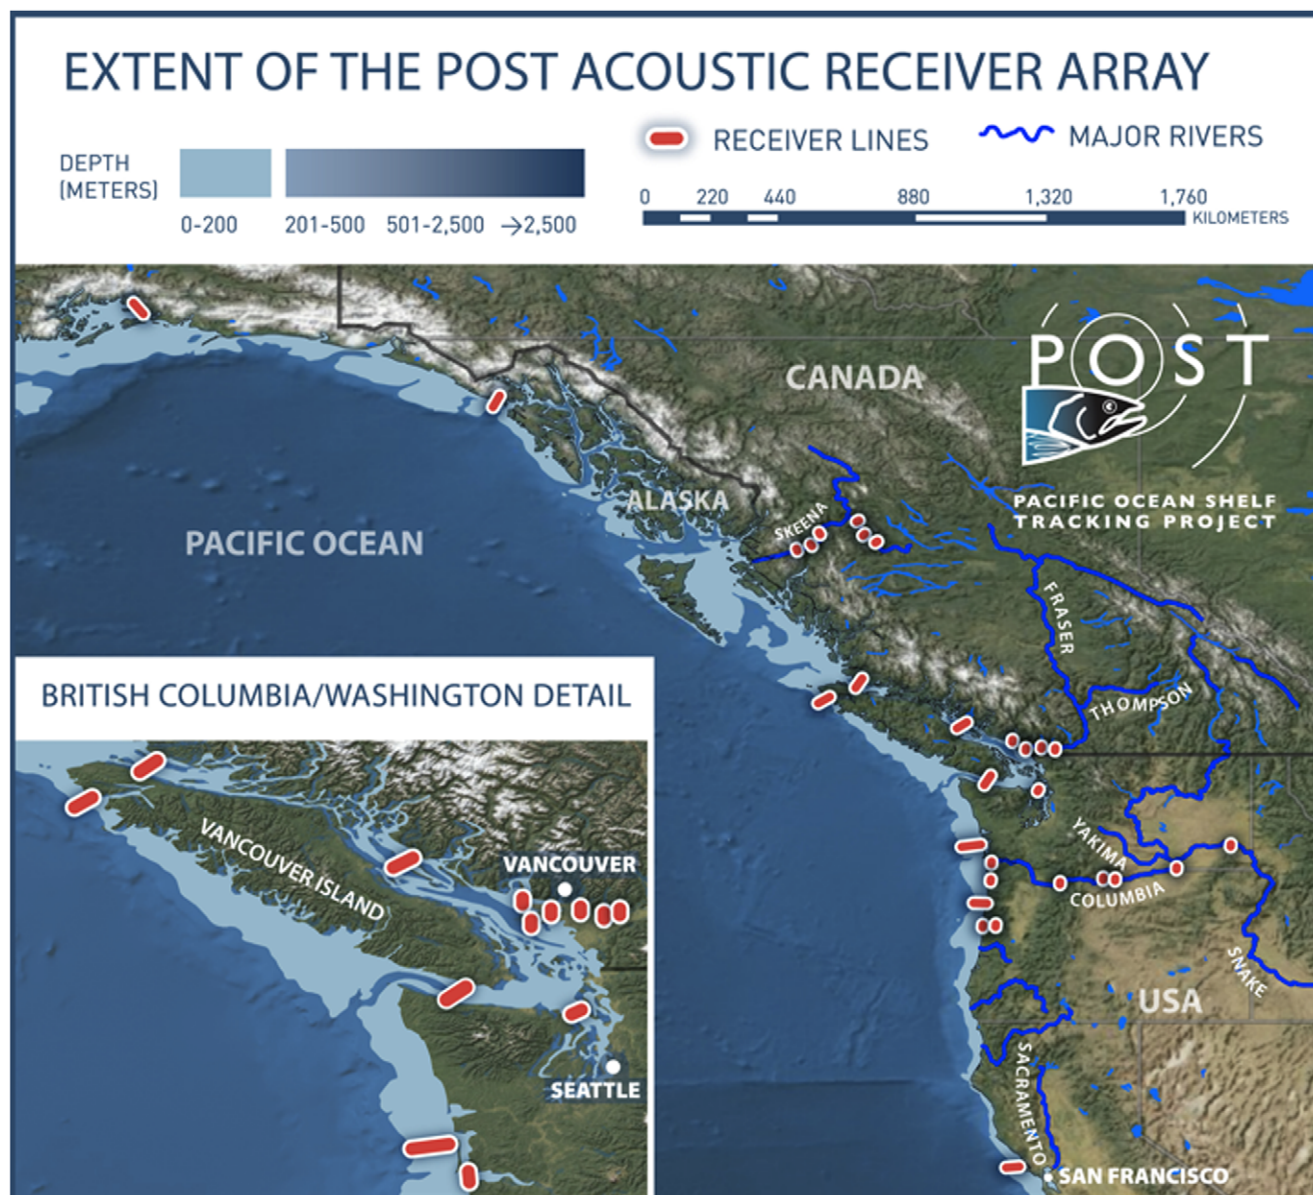 EXTENT OF THE POST ACOUSTIC RECEIVER ARRAY
RECEIVER LINES
MAJOR RIVERS
DEPTH
(METERS)
0-200
201-500
501-2,500
→2,500
0
220
440
880
1,320
1,760
KILOMETERS
POST
PACIFIC OCEAN SHELF
TRACKING PROJECT
CANADA
ALASKA
PACIFIC OCEAN
SKEENA
FRASER
THOMPSON
YAKIMA
COLUMBIA
SNAKE
USA
SACRAMENTO
SAN FRANCISCO
BRITISH COLUMBIA/WASHINGTON DETAIL
VANCOUVER ISLAND
VANCOUVER
SEATTLE